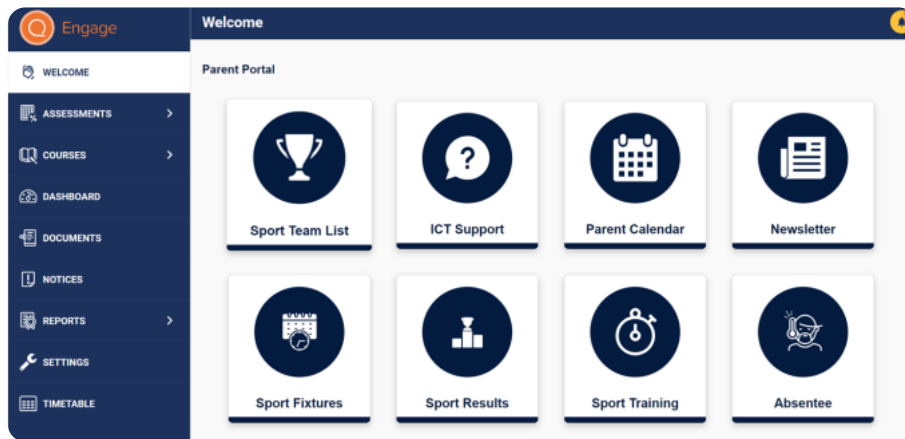 Engage
Welcome
WELCOME
Parent Portal
ASSESSMENTS
COURSES
DASHBOARD
DOCUMENTS
NOTICES
REPORTS
SETTINGS
TIMETABLE
Sport Team List
ICT Support
Parent Calendar
Newsletter
Sport Fixtures
Sport Results
Sport Training
Absentee